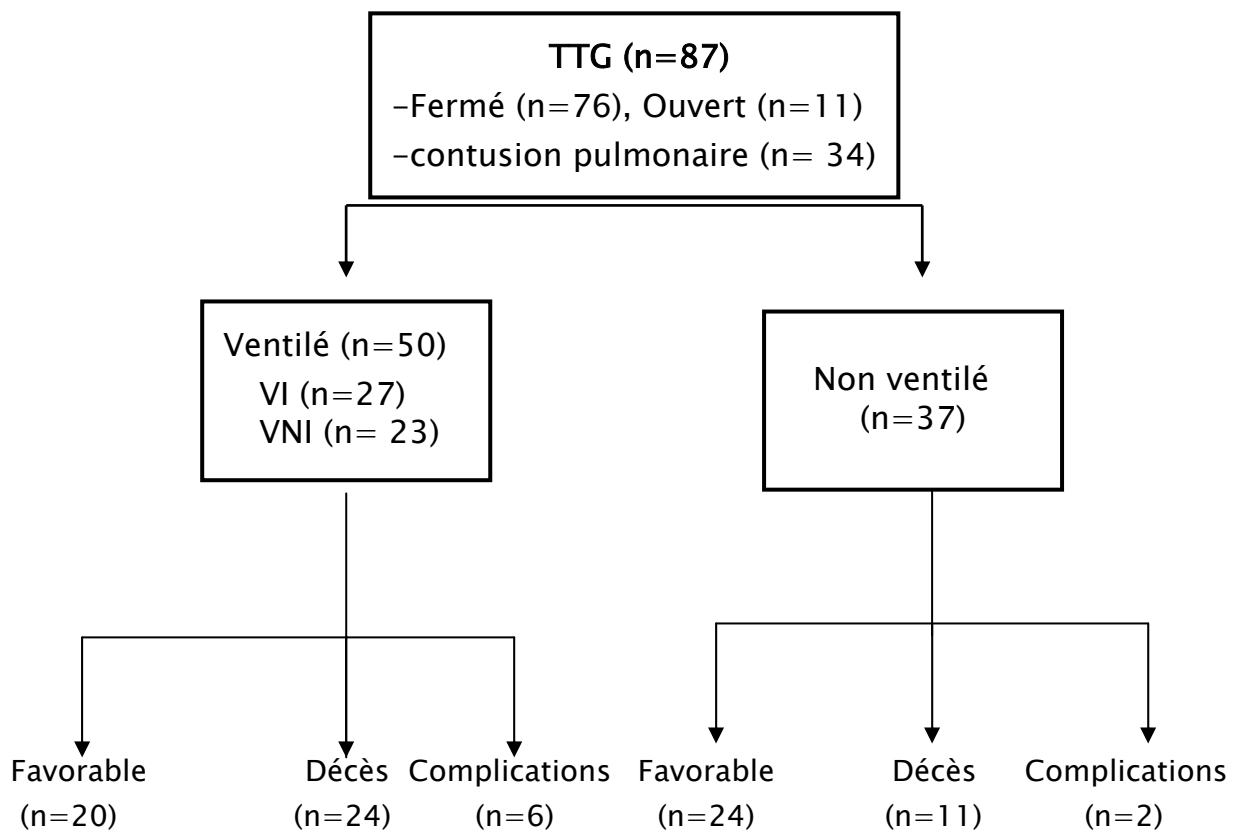 TTG (n=87)
-Fermé (n=76), Ouvert (n=11)
-contusion pulmonaire (n= 34)
Ventilé (n=50)
VI (n=27)
VNI (n= 23)
Non ventilé
(n=37)
Favorable
(n=20)
Décès
(n=24)
Complications
(n=6)
Favorable
(n=24)
Décès
(n=11)
Complications
(n=2)